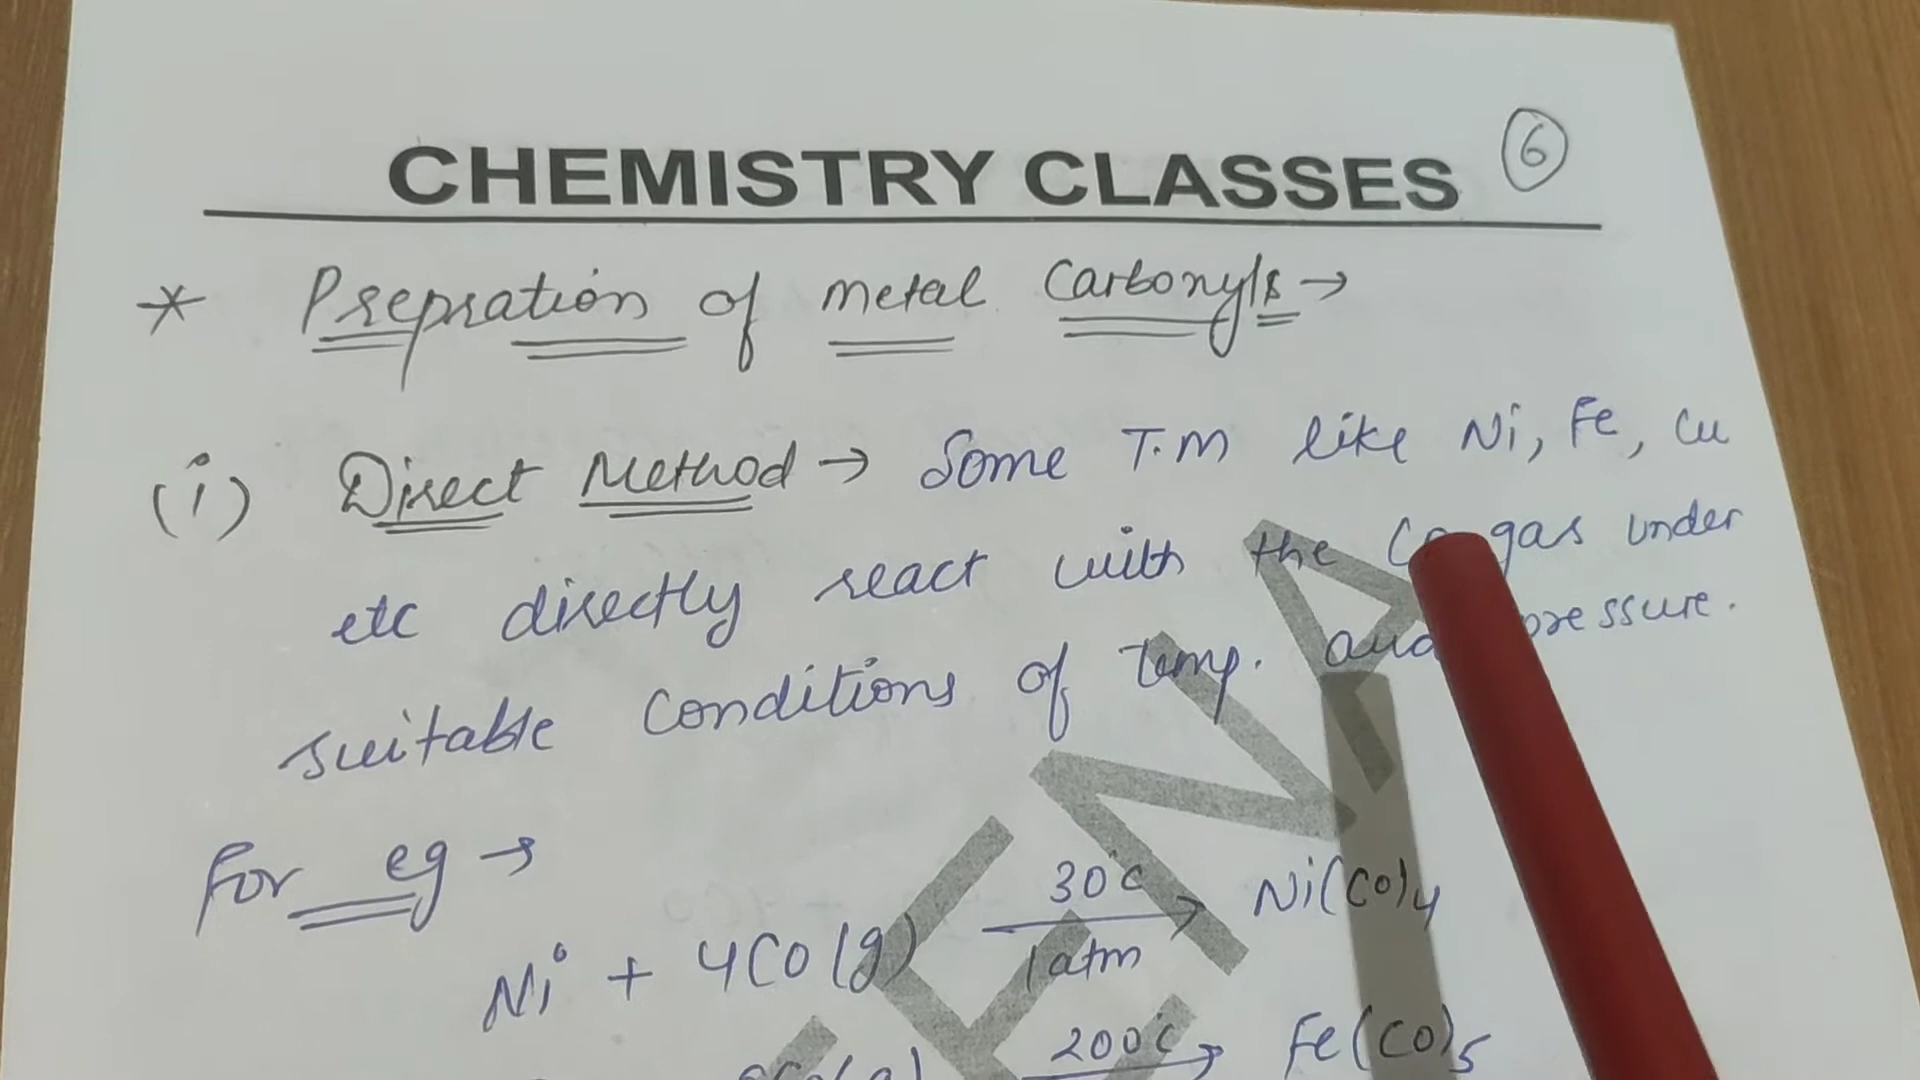 CHEMISTRY CLASSES 6
* Prepration of metal Carbonyls →
(i) Direct Method → Some T.M like Ni, Fe, Cu
etc directly react with the Co gas under
suitable conditions of temp. and pressure.
For eg →
Ni + 4CO(g) 30°C 1atm → Ni(CO)4
200°C → Fe(CO)5